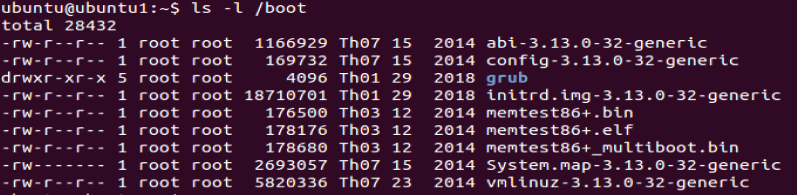 ubuntu@ubuntu1:~$ ls -l /boot
total 28432
-rw-r--r-- 1 root root  1166929 Th07 15  2014 abi-3.13.0-32-generic
-rw-r--r-- 1 root root   169732 Th07 15  2014 config-3.13.0-32-generic
drwxr-xr-x 5 root root     4096 Th01 29  2018 grub
-rw-r--r-- 1 root root 18710701 Th01 29  2018 initrd.img-3.13.0-32-generic
-rw-r--r-- 1 root root   176500 Th03 12  2014 memtest86+.bin
-rw-r--r-- 1 root root   178176 Th03 12  2014 memtest86+.elf
-rw-r--r-- 1 root root   178680 Th03 12  2014 memtest86+_multiboot.bin
-rw------- 1 root root  2693057 Th07 15  2014 System.map-3.13.0-32-generic
-rw------- 1 root root  5820336 Th07 23  2014 vmlinuz-3.13.0-32-generic